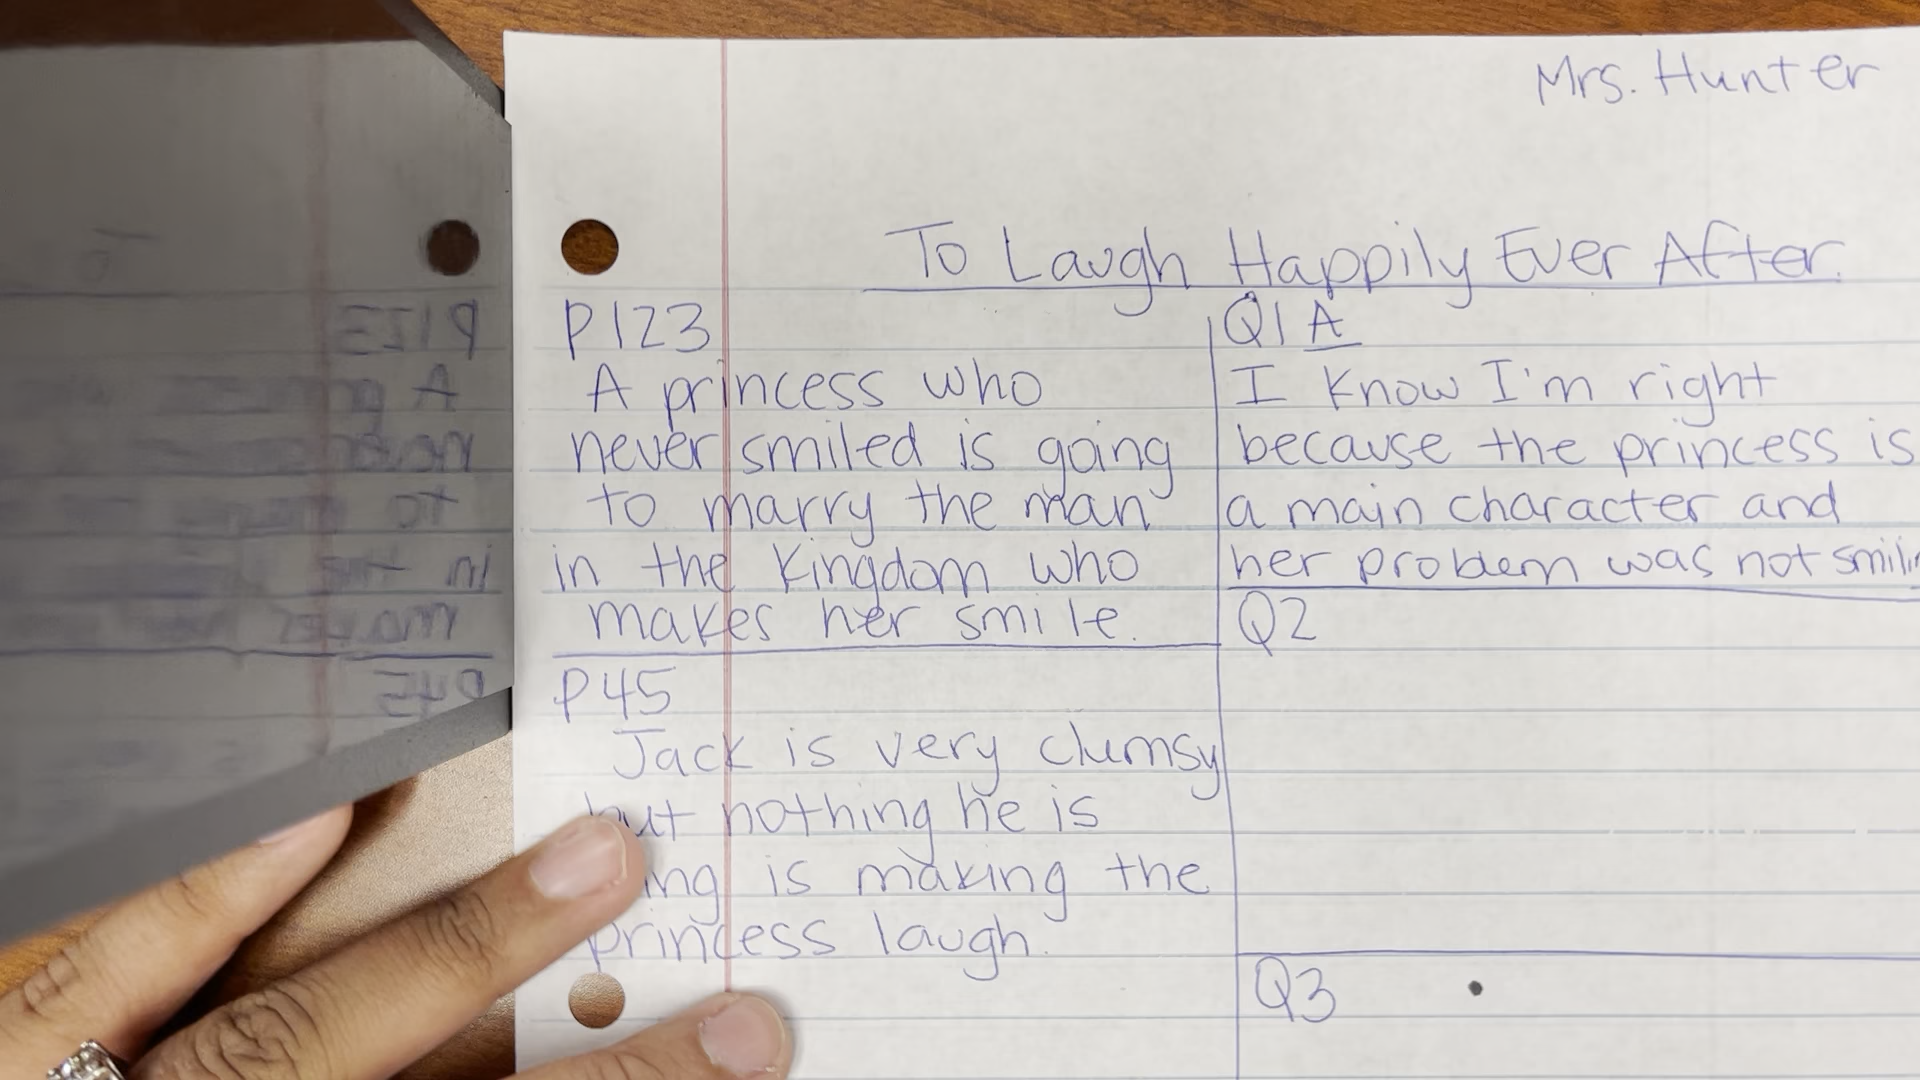 Mrs. Hunter
To Laugh Happily Ever After
P123
A princess who
never smiled is going
to marry the man
in the Kingdom who
makes her smile.
P45
Jack is very clumsy
but nothing he is
is making the
princess laugh.
Q1 A
I know I'm right
because the princess is
a main character and
her problem was not
Q2
Q3